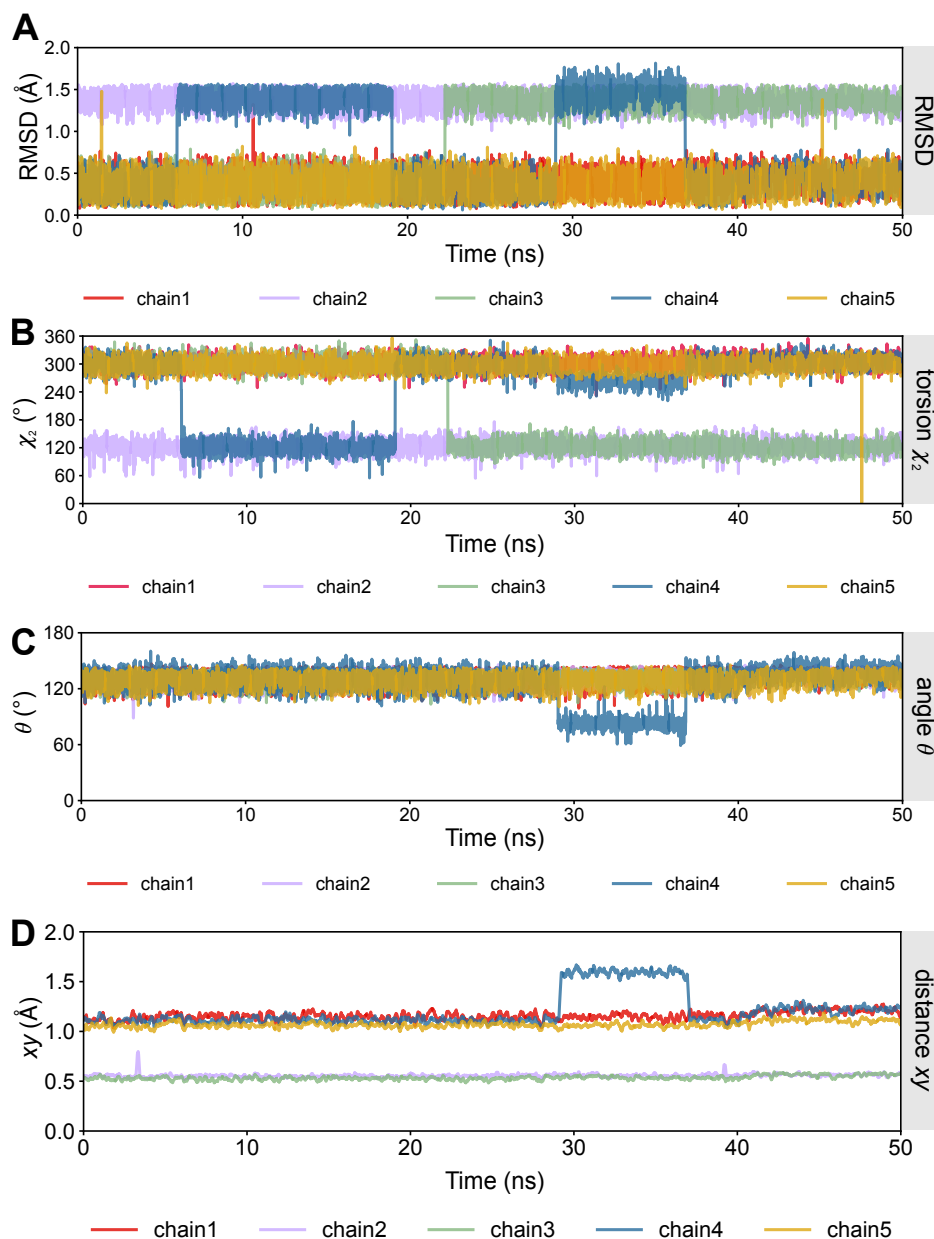 A
2.0
1.5
1.0
0.5
0.0
RMSD (Å)
RMSD
0 10 20 30 40 50
Time (ns)
chain1 chain2 chain3 chain4 chain5
B
360
300
240
180
120
60
0
χ₂ (°)
torsion χ₂
0 10 20 30 40 50
Time (ns)
chain1 chain2 chain3 chain4 chain5
C
180
120
60
0
θ (°)
angle θ
0 10 20 30 40 50
Time (ns)
chain1 chain2 chain3 chain4 chain5
D
2.0
1.5
1.0
0.5
0.0
xy (Å)
distance xy
0 10 20 30 40 50
Time (ns)
chain1 chain2 chain3 chain4 chain5